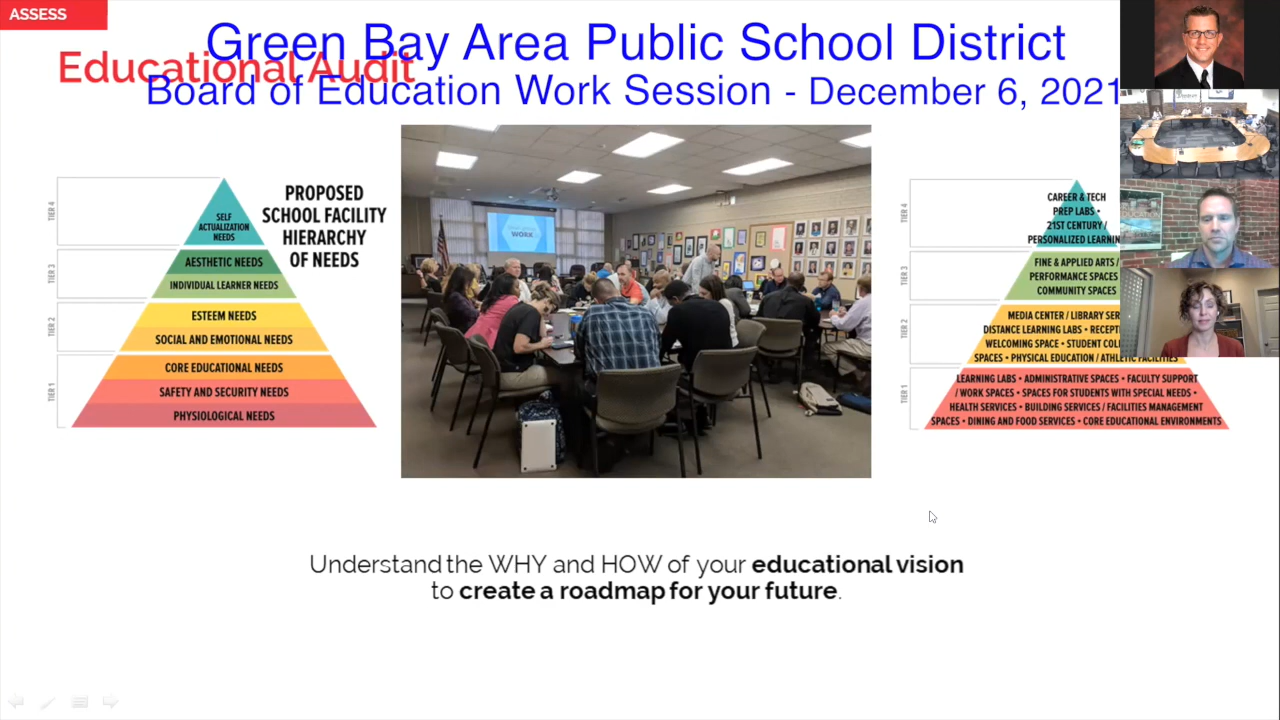 ASSESS
Green Bay Area Public School District
Educational Audit
Board of Education Work Session - December 6, 2021
TIER 4
TIER 3
TIER 2
TIER 1
PROPOSED
SCHOOL FACILITY
HIERARCHY
OF NEEDS
SELF
ACTUALIZATION
NEEDS
AESTHETIC NEEDS
INDIVIDUAL LEARNER NEEDS
ESTEEM NEEDS
SOCIAL AND EMOTIONAL NEEDS
CORE EDUCATIONAL NEEDS
SAFETY AND SECURITY NEEDS
PHYSIOLOGICAL NEEDS
WORK
TIER 4
TIER 3
TIER 2
TIER 1
CAREER & TECH
PREP LABS •
21ST CENTURY /
PERSONALIZED LEARNIN
FINE & APPLIED ARTS /
PERFORMANCE SPACES
COMMUNITY SPACES
MEDIA CENTER / LIBRARY SER
DISTANCE LEARNING LABS • RECEPT
WELCOMING SPACE • STUDENT COLL
SPACES • PHYSICAL EDUCATION / ATHLETIC FACILITIES
LEARNING LABS • ADMINISTRATIVE SPACES • FACULTY SUPPORT
/ WORK SPACES • SPACES FOR STUDENTS WITH SPECIAL NEEDS •
HEALTH SERVICES • BUILDING SERVICES / FACILITIES MANAGEMENT
SPACES • DINING AND FOOD SERVICES • CORE EDUCATIONAL ENVIRONMENTS
Understand the WHY and HOW of your educational vision
to create a roadmap for your future.